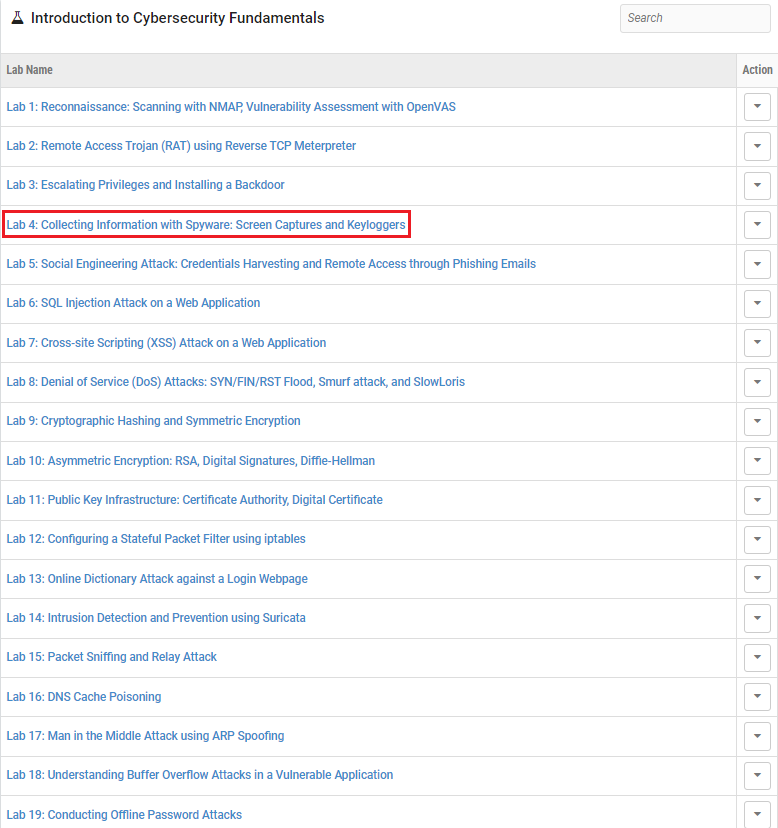 Introduction to Cybersecurity Fundamentals
Search
Lab Name
Action
Lab 1: Reconnaissance: Scanning with NMAP, Vulnerability Assessment with OpenVAS
Lab 2: Remote Access Trojan (RAT) using Reverse TCP Meterpreter
Lab 3: Escalating Privileges and Installing a Backdoor
Lab 4: Collecting Information with Spyware: Screen Captures and Keyloggers
Lab 5: Social Engineering Attack: Credentials Harvesting and Remote Access through Phishing Emails
Lab 6: SQL Injection Attack on a Web Application
Lab 7: Cross-site Scripting (XSS) Attack on a Web Application
Lab 8: Denial of Service (DoS) Attacks: SYN/FIN/RST Flood, Smurf attack, and SlowLoris
Lab 9: Cryptographic Hashing and Symmetric Encryption
Lab 10: Asymmetric Encryption: RSA, Digital Signatures, Diffie-Hellman
Lab 11: Public Key Infrastructure: Certificate Authority, Digital Certificate
Lab 12: Configuring a Stateful Packet Filter using iptables
Lab 13: Online Dictionary Attack against a Login Webpage
Lab 14: Intrusion Detection and Prevention using Suricata
Lab 15: Packet Sniffing and Relay Attack
Lab 16: DNS Cache Poisoning
Lab 17: Man in the Middle Attack using ARP Spoofing
Lab 18: Understanding Buffer Overflow Attacks in a Vulnerable Application
Lab 19: Conducting Offline Password Attacks